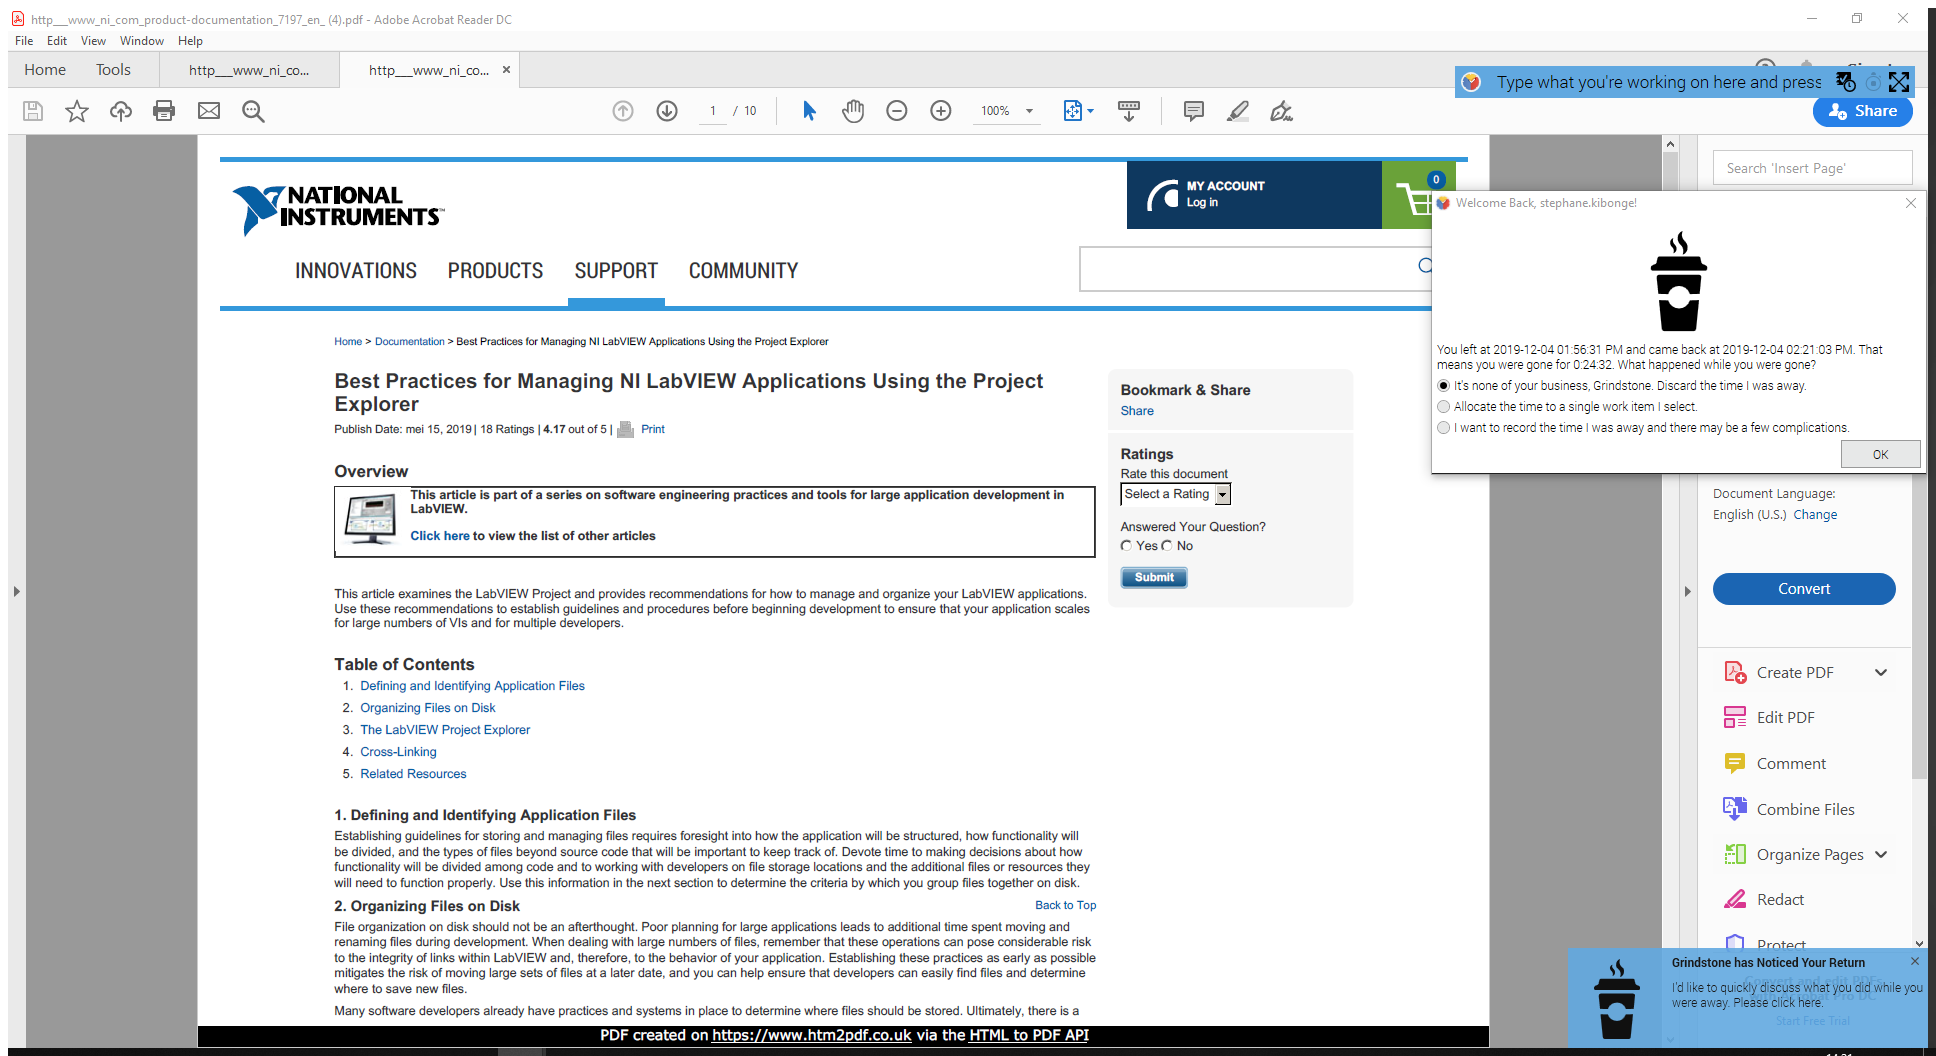 http___www_ni_com_product-documentation_7197_en_ (4).pdf - Adobe Acrobat Reader DC
File Edit View Window Help
Home Tools http___www_ni_co... http___www_ni_co...
Type what you're working on here and press
1 / 10 100% Share
Search 'Insert Page'
NATIONAL
INSTRUMENTS™
MY ACCOUNT
Log in
0
INNOVATIONS PRODUCTS SUPPORT COMMUNITY
Welcome Back, stephane.kibonge!
You left at 2019-12-04 01:56:31 PM and came back at 2019-12-04 02:21:03 PM. That
means you were gone for 0:24:32. What happened while you were gone?
It's none of your business, Grindstone. Discard the time I was away.
Allocate the time to a single work item I select.
I want to record the time I was away and there may be a few complications.
OK
Home > Documentation > Best Practices for Managing NI LabVIEW Applications Using the Project Explorer
Best Practices for Managing NI LabVIEW Applications Using the Project
Explorer
Publish Date: mei 15, 2019 | 18 Ratings | 4.17 out of 5 | Print
Overview
This article is part of a series on software engineering practices and tools for large application development in
LabVIEW.
Click here to view the list of other articles
Bookmark & Share
Share
Ratings
Rate this document
Select a Rating
Answered Your Question?
Yes No
Submit
This article examines the LabVIEW Project and provides recommendations for how to manage and organize your LabVIEW applications.
Use these recommendations to establish guidelines and procedures before beginning development to ensure that your application scales
for large numbers of VIs and for multiple developers.
Table of Contents
1. Defining and Identifying Application Files
2. Organizing Files on Disk
3. The LabVIEW Project Explorer
4. Cross-Linking
5. Related Resources
1. Defining and Identifying Application Files
Establishing guidelines for storing and managing files requires foresight into how the application will be structured, how functionality will
be divided, and the types of files beyond source code that will be important to keep track of. Devote time to making decisions about how
functionality will be divided among code and to working with developers on file storage locations and the additional files or resources they
will need to function properly. Use this information in the next section to determine the criteria by which you group files together on disk.
2. Organizing Files on Disk
Back to Top
File organization on disk should not be an afterthought. Poor planning for large applications leads to additional time spent moving and
renaming files during development. When dealing with large numbers of files, remember that these operations can pose considerable risk
to the integrity of links within LabVIEW and, therefore, to the behavior of your application. Establishing these practices as early as possible
mitigates the risk of moving large sets of files at a later date, and you can help ensure that developers can easily find files and determine
where to save new files.
Many software developers already have practices and systems in place to determine where files should be stored. Ultimately, there is a
PDF created on https://www.htm2pdf.co.uk via the HTML to PDF API
Document Language:
English (U.S.) Change
Convert
Create PDF
Edit PDF
Comment
Combine Files
Organize Pages
Redact
Protect
Grindstone has Noticed Your Return
I'd like to quickly discuss what you did while you
were away. Please click here.
Start Free Trial